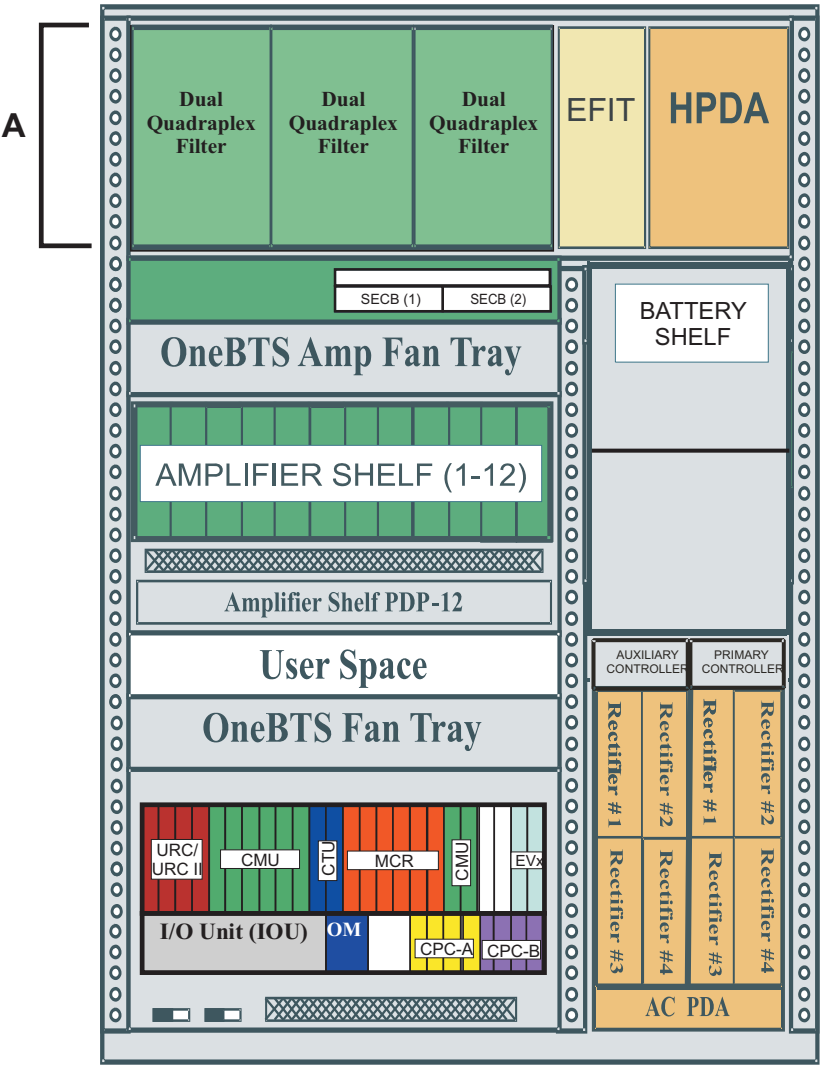 A
Dual
Quadraplex
Filter
Dual
Quadraplex
Filter
Dual
Quadraplex
Filter
EFIT
HPDA
SECB (1)
SECB (2)
BATTERY
SHELF
OneBTS Amp Fan Tray
AMPLIFIER SHELF (1-12)
Amplifier Shelf PDP-12
User Space
AUXILIARY
CONTROLLER
PRIMARY
CONTROLLER
OneBTS Fan Tray
Rectifier #1
Rectifier #2
Rectifier #1
Rectifier #2
URC/
URC II
CMU
CTU
MCR
CMU
EVx
Rectifier #3
Rectifier #4
Rectifier #3
Rectifier #4
I/O Unit (IOU)
OM
CPC-A
CPC-B
AC PDA